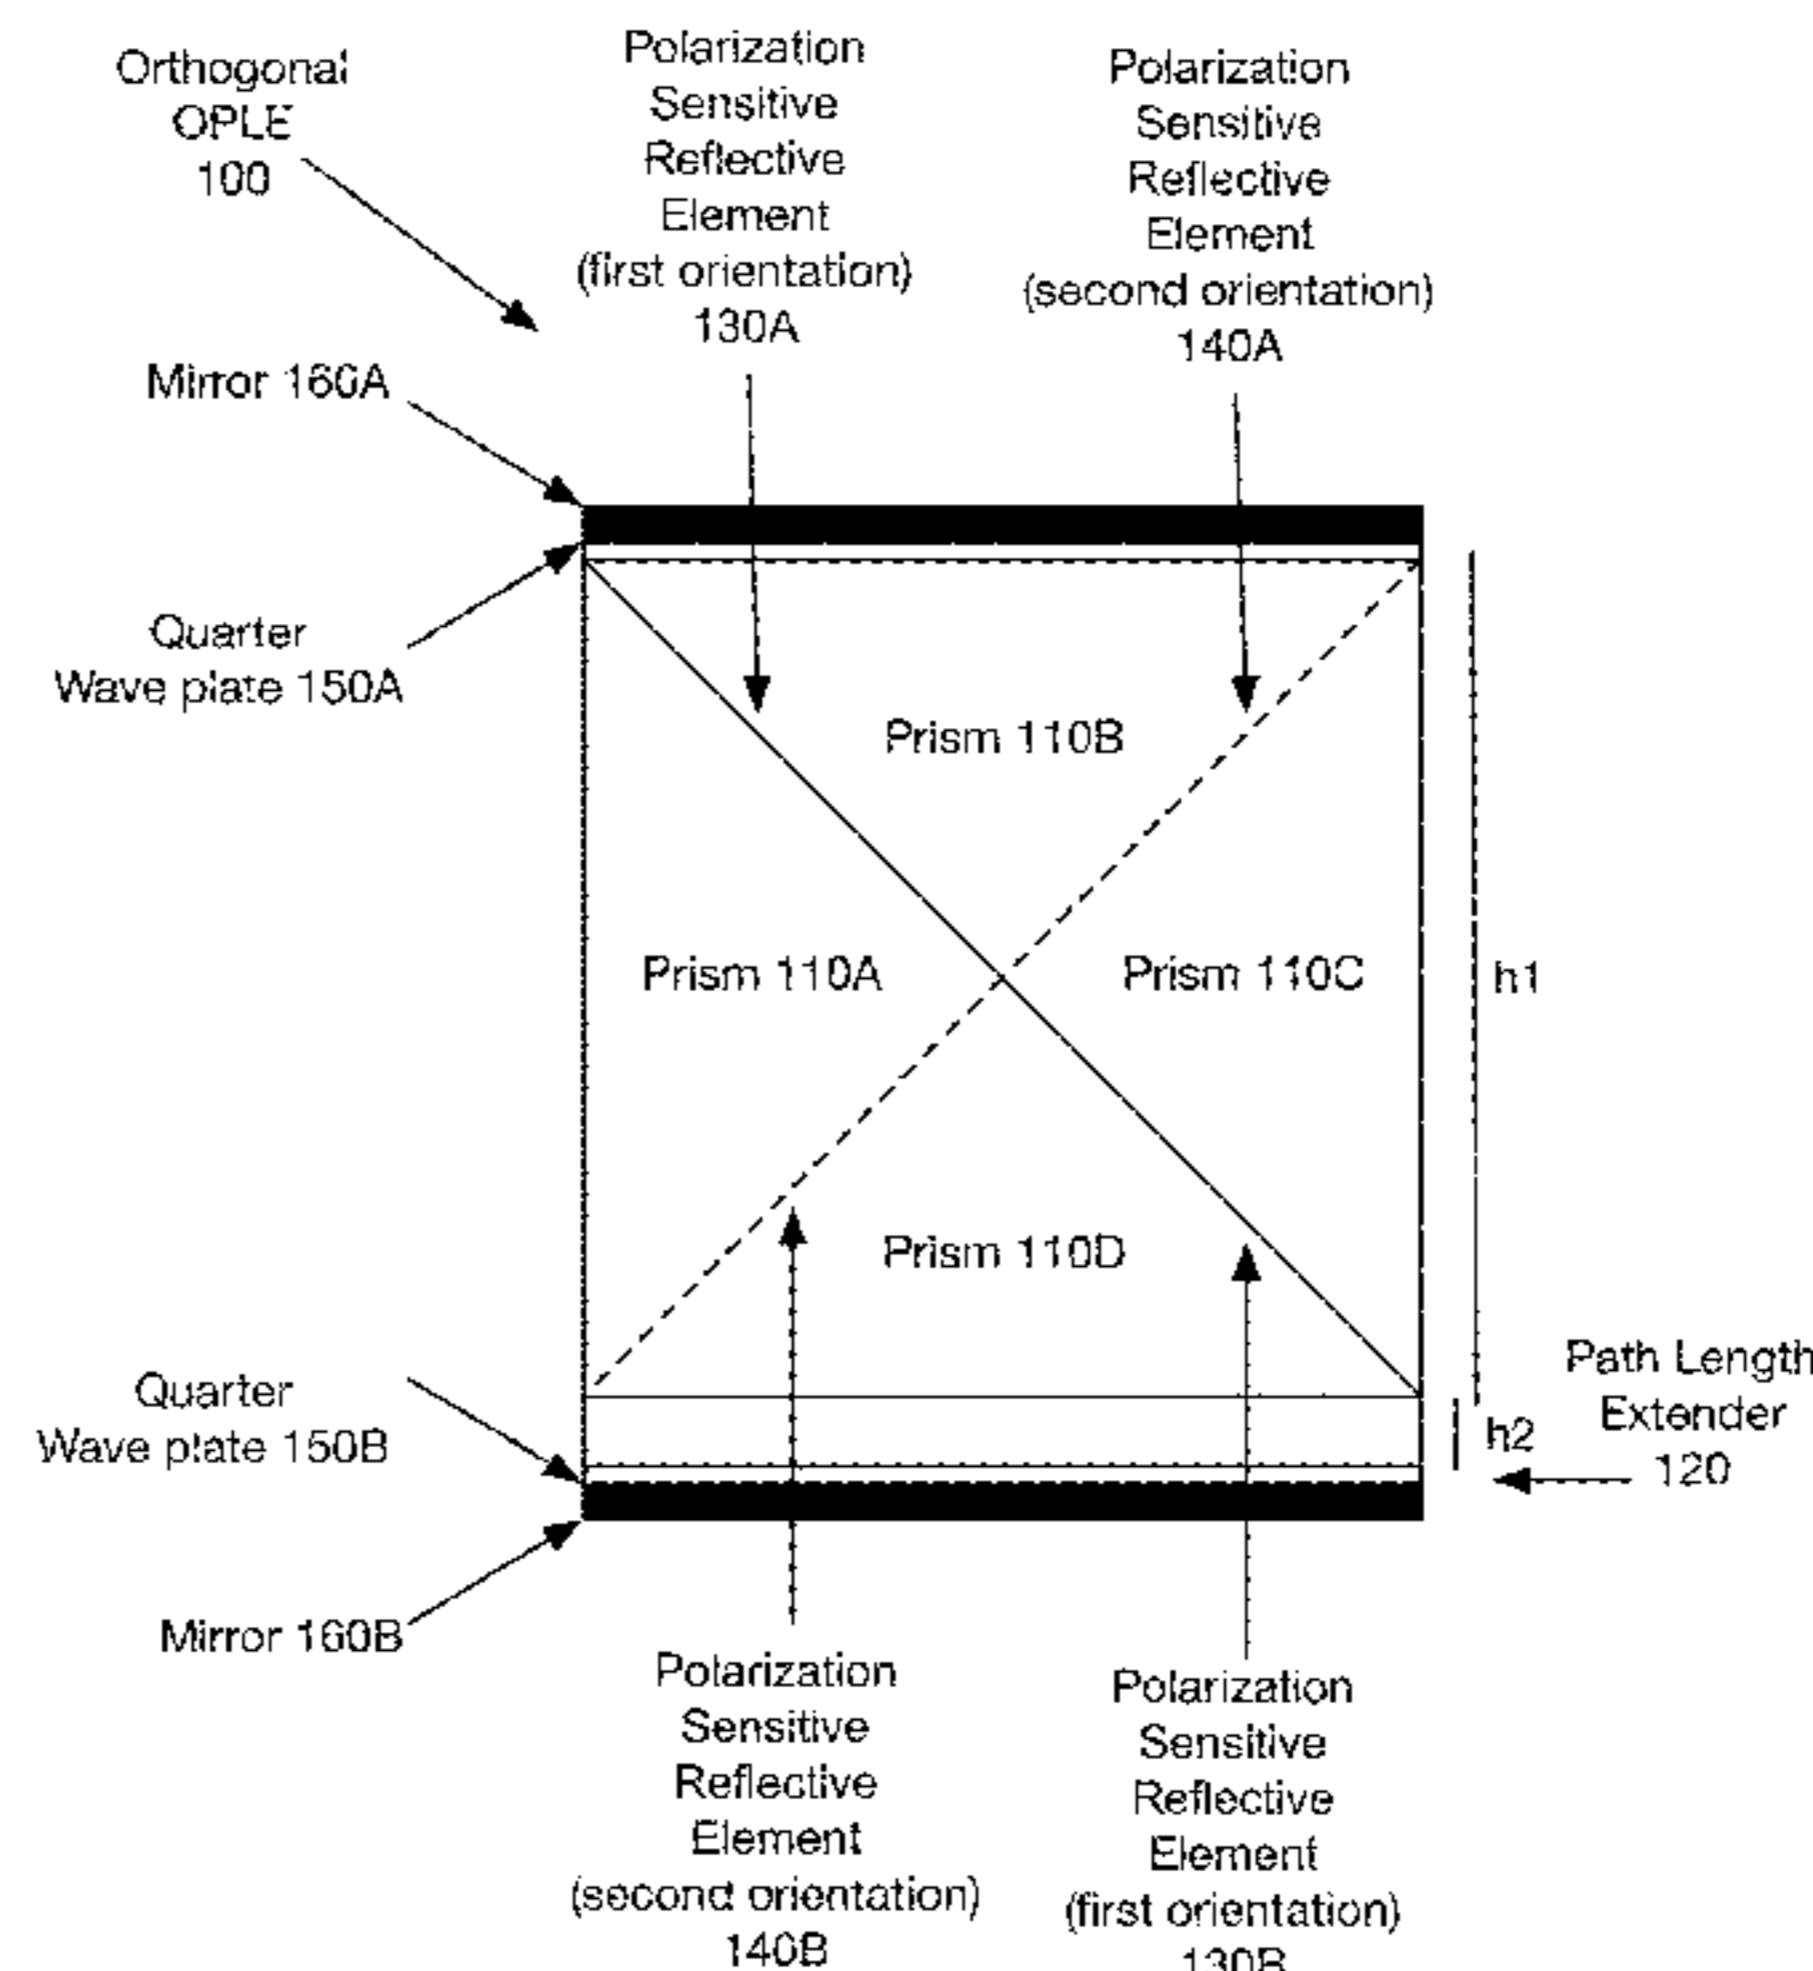 Orthogonal
OPLE
100
Polarization
Sensitive
Reflective
Element
(first orientation)
130A
Polarization
Sensitive
Reflective
Element
(second orientation)
140A
Mirror 160A
Quarter
Wave plate 150A
Prism 110B
Prism 110A
Prism 110C
h1
Prism 110D
Quarter
Wave plate 150B
Path Length
Extender
120
h2
Mirror 160B
Polarization
Sensitive
Reflective
Element
(second orientation)
140B
Polarization
Sensitive
Reflective
Element
(first orientation)
130B